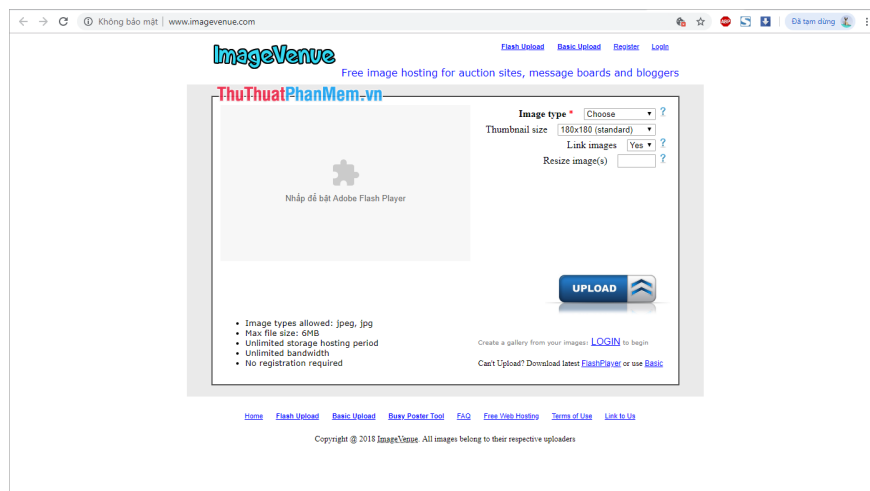 Không bảo mật | www.imagevenue.com
ABP
Đã tạm dừng
ImageVenue
Flash Upload Basic Upload Register Login
Free image hosting for auction sites, message boards and bloggers
ThuThuatPhanMem.vn
Image type * Choose ?
Thumbnail size 180x180 (standard)
Link images Yes ?
Resize image(s) ?
Nhấp để bật Adobe Flash Player
UPLOAD
• Image types allowed: jpeg, jpg
• Max file size: 6MB
• Unlimited storage hosting period
• Unlimited bandwidth
• No registration required
Create a gallery from your images: LOGIN to begin
Can't Upload? Download latest FlashPlayer or use Basic
Home Flash Upload Basic Upload Busy Poster Tool FAQ Free Web Hosting Terms of Use Link to Us
Copyright @ 2018 ImageVenue. All images belong to their respective uploaders